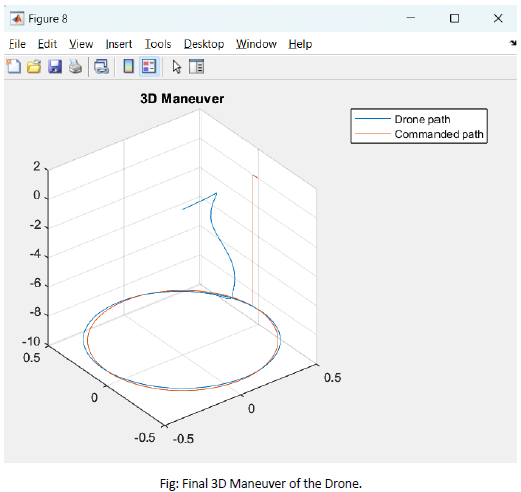 Figure 8
File Edit View Insert Tools Desktop Window Help
3D Maneuver
Drone path
Commanded path
2
0
-2
-4
-6
-8
-10
0.5
0
-0.5
-0.5
0
0.5
Fig: Final 3D Maneuver of the Drone.